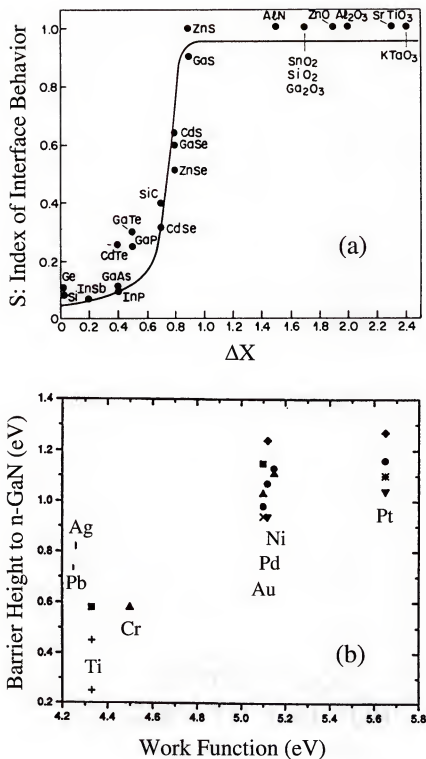 S: Index of Interface Behavior
1.0
0.8
0.6
0.4
0.2
0
ZnS
GaS
AlN
ZnO
Al2O3
SrTiO3
SnO2
SiO2
Ga2O3
KTaO3
CdS
GaSe
ZnSe
SiC
CdSe
GaTe
GaP
CdTe
GaAs
InP
Ge
Si
InSb
(a)
0 0.2 0.4 0.6 0.8 1.0 1.2 1.4 1.6 1.8 2.0 2.2 2.4
ΔX
Barrier Height to n-GaN (eV)
1.4
1.2
1.0
0.8
0.6
0.4
0.2
Ag
Pb
Ti
Cr
Ni
Pd
Au
Pt
(b)
4.2 4.4 4.6 4.8 5.0 5.2 5.4 5.6 5.8
Work Function (eV)